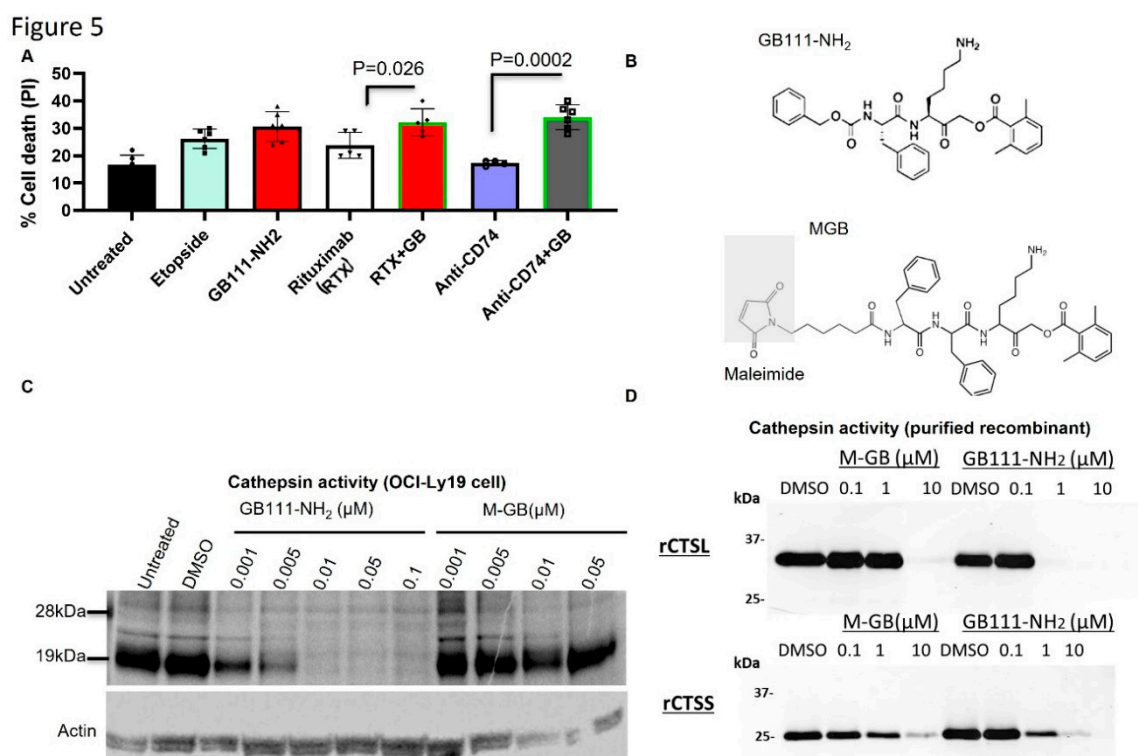 Figure 5
A
P=0.026
P=0.0002
% Cell death (PI)
50
40
30
20
10
0
Untreated
Etopside
GB111-NH2
Rituximab
(RTX)
RTX+GB
Anti-CD74
Anti-CD74+GB
B
GB111-NH₂
NH₂
O
N
H
O
H
N
O
O
O
O
MGB
NH₂
O
N
O
O
N
H
O
H
N
O
N
H
O
O
O
Maleimide
C
Cathepsin activity (OCI-Ly19 cell)
GB111-NH₂ (μM)
M-GB(μM)
Untreated
DMSO
0.001
0.005
0.01
0.05
0.1
0.001
0.005
0.01
0.05
28kDa
19kDa
Actin
D
Cathepsin activity (purified recombinant)
M-GB (μM)
GB111-NH₂ (μM)
DMSO 0.1 1 10 DMSO 0.1 1 10
kDa
37-
rCTSL
25-
M-GB(μM)
GB111-NH₂ (μM)
DMSO 0.1 1 10 DMSO 0.1 1 10
kDa
37-
rCTSS
25-